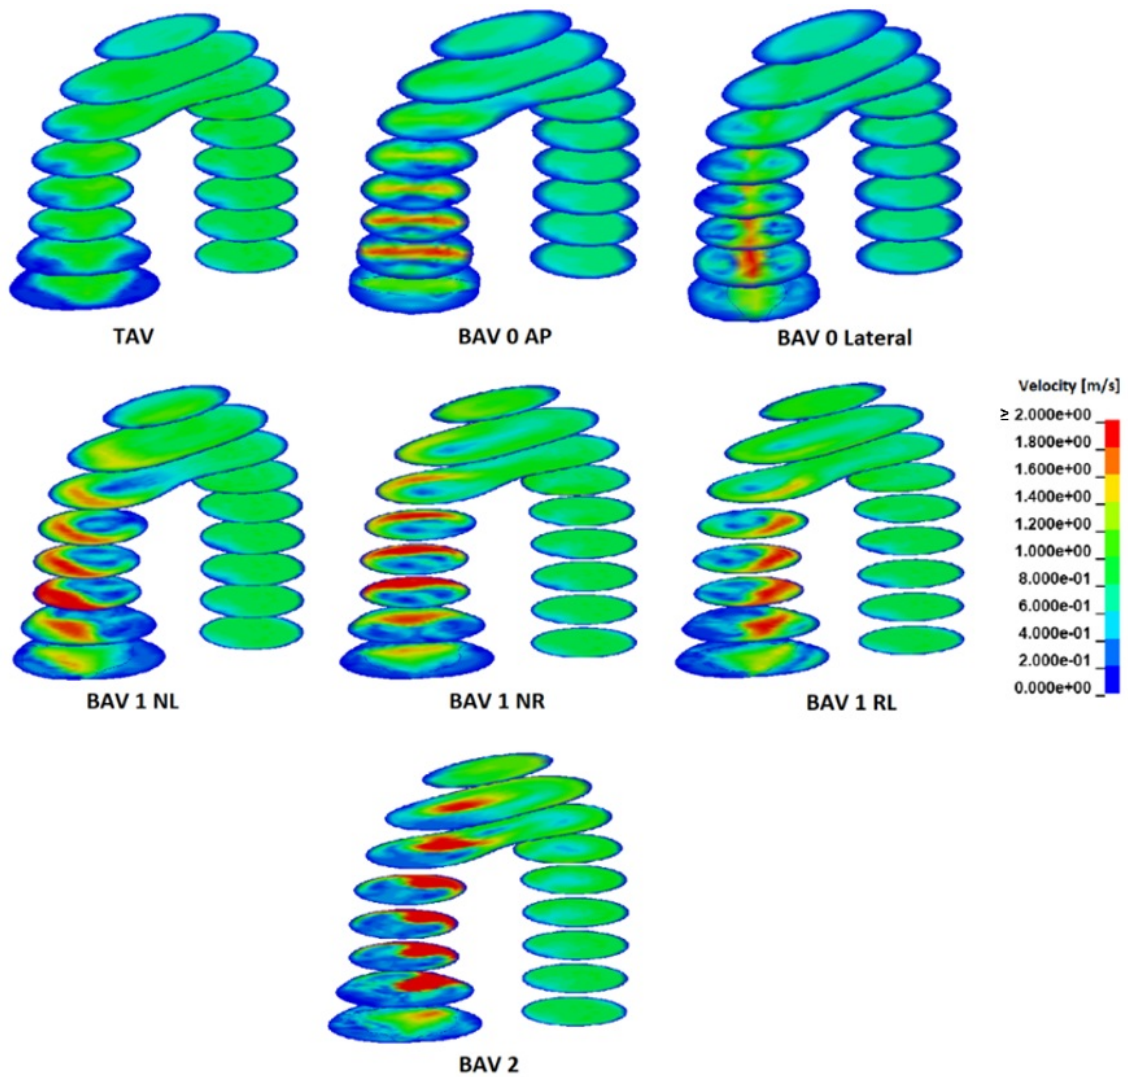 TAV
BAV 0 AP
BAV 0 Lateral
Velocity [m/s]
≥ 2.000e+00
1.800e+00
1.600e+00
1.400e+00
1.200e+00
1.000e+00
8.000e-01
6.000e-01
4.000e-01
2.000e-01
0.000e+00
BAV 1 NL
BAV 1 NR
BAV 1 RL
BAV 2